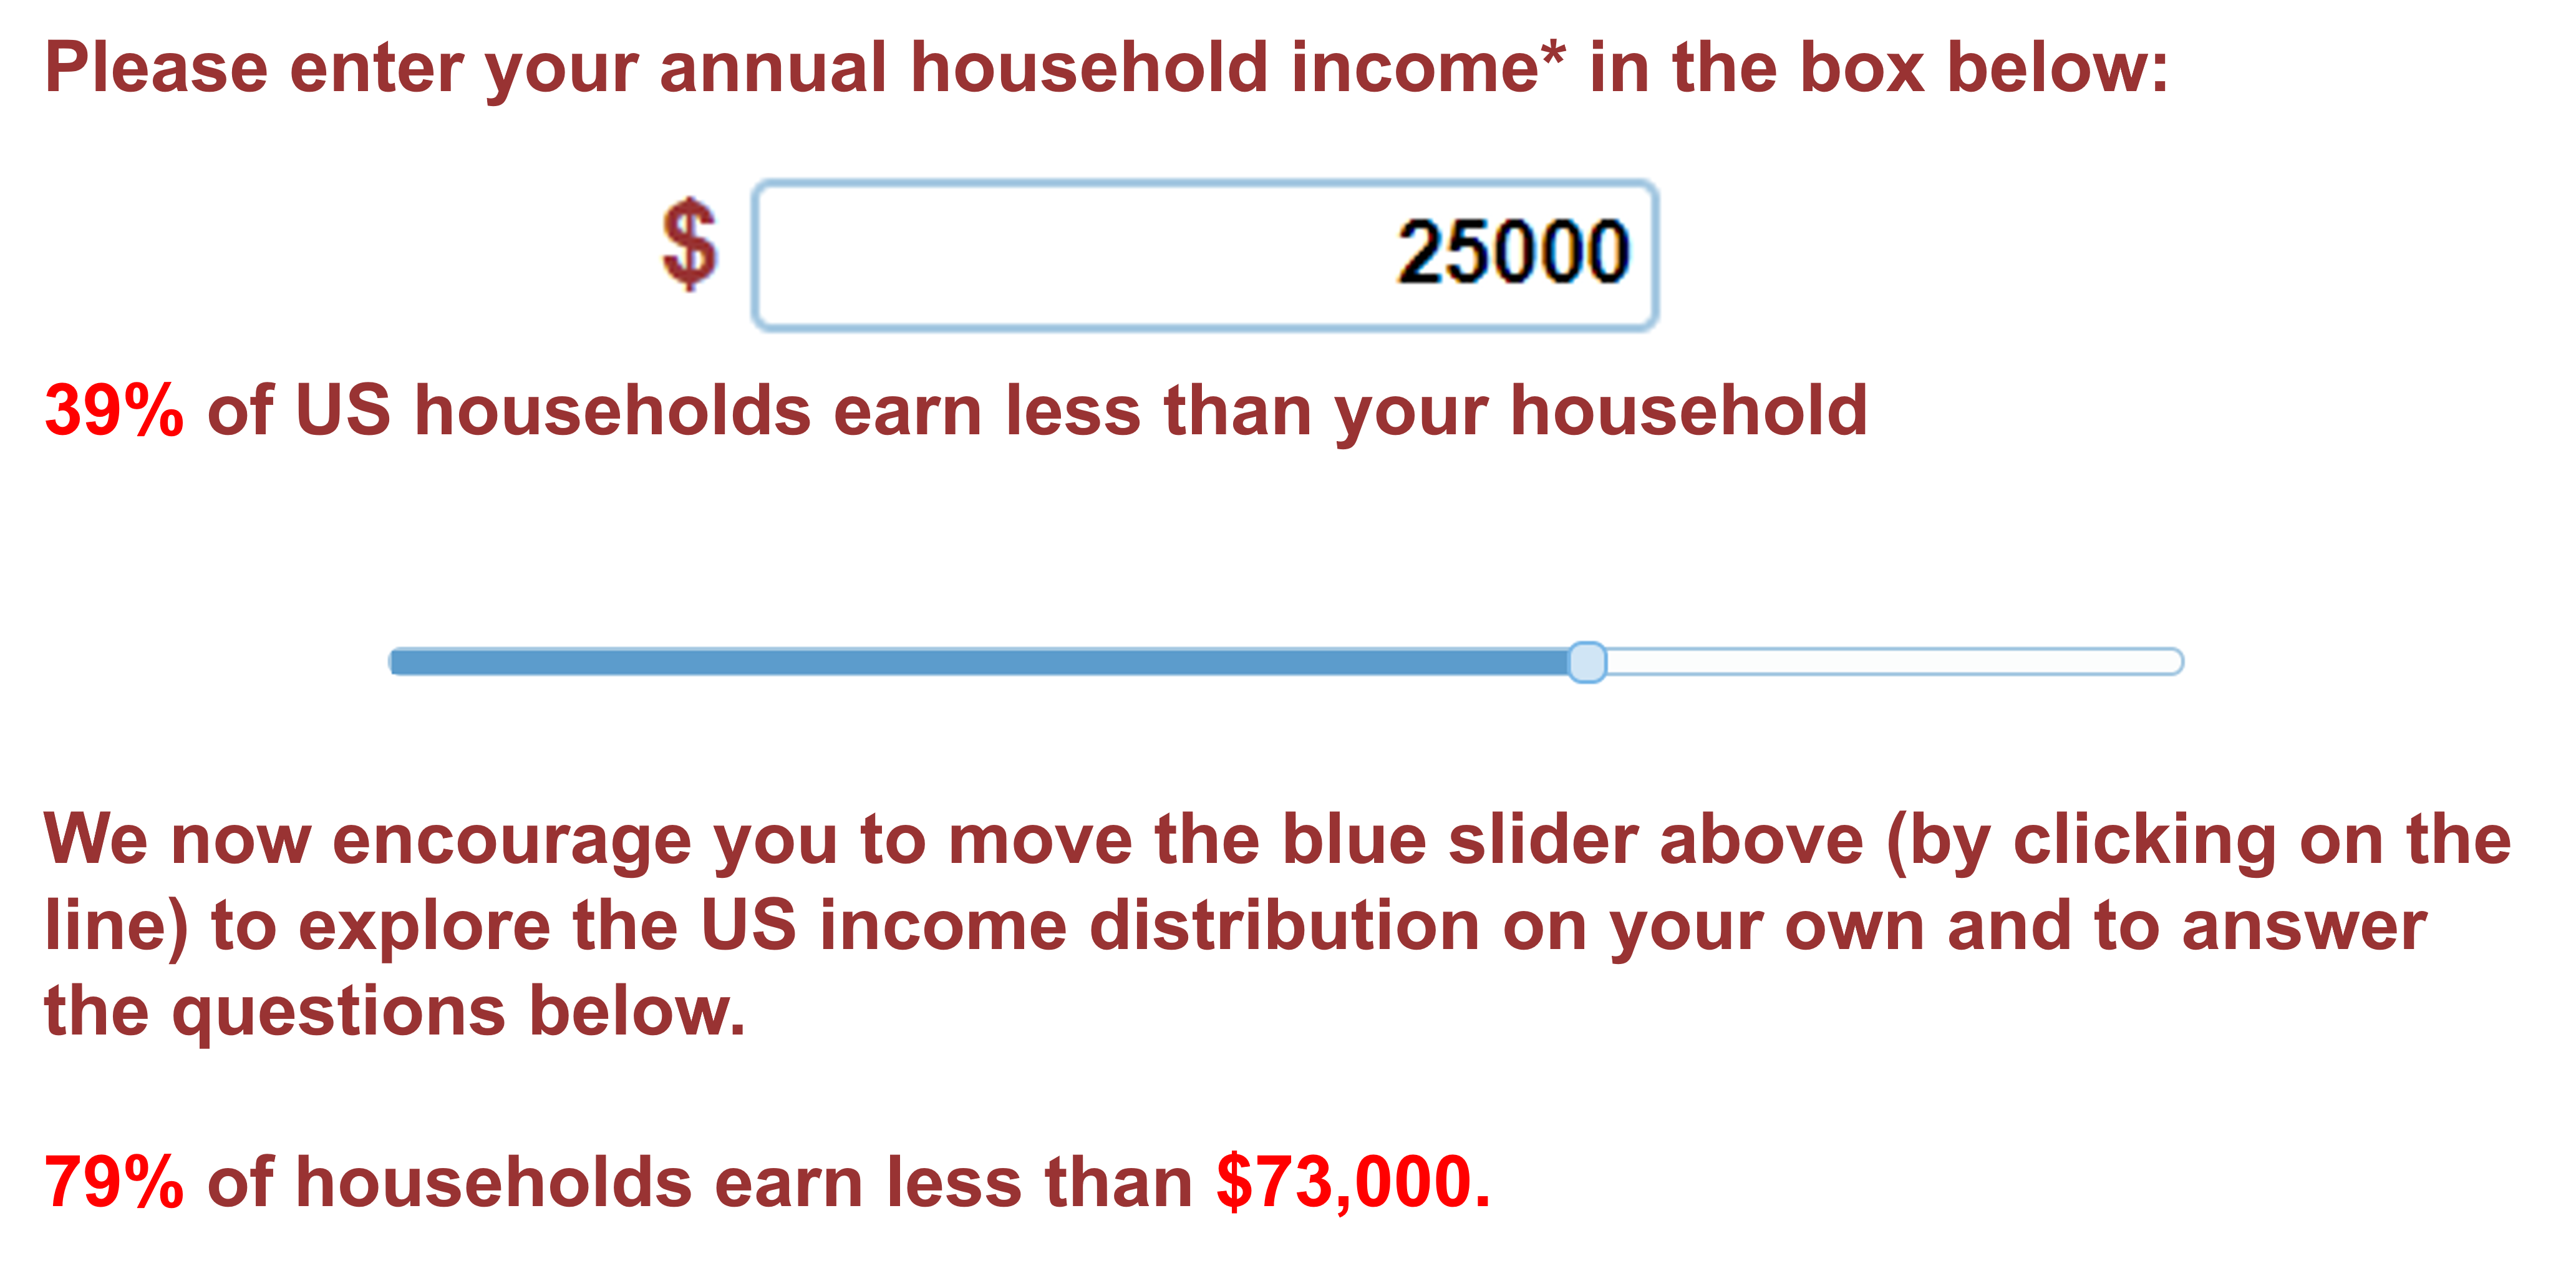 Please enter your annual household income* in the box below:
$ 25000
39% of US households earn less than your household
We now encourage you to move the blue slider above (by clicking on the
line) to explore the US income distribution on your own and to answer
the questions below.
79% of households earn less than $73,000.